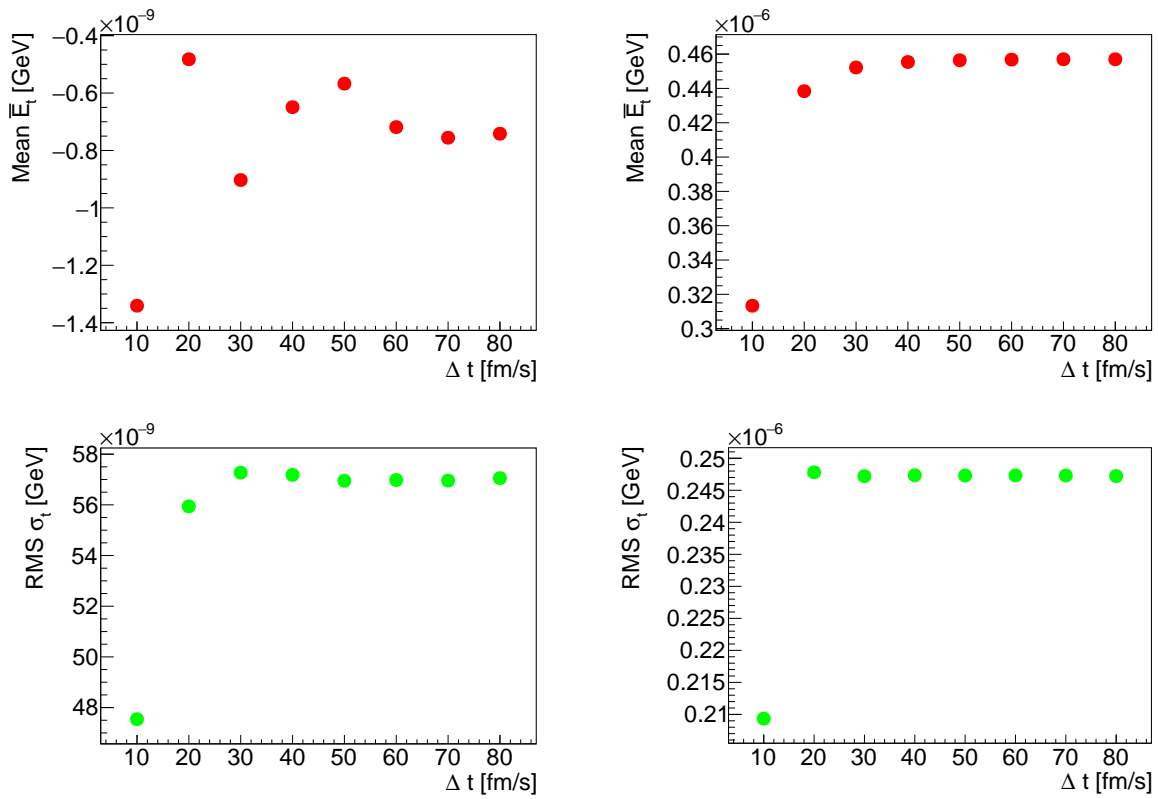 ×10⁻⁹
Mean E̅ₜ [GeV]
−0.4
−0.6
−0.8
−1
−1.2
−1.4
10 20 30 40 50 60 70 80
Δ t [fm/s]
×10⁻⁶
Mean E̅ₜ [GeV]
0.46
0.44
0.42
0.4
0.38
0.36
0.34
0.32
0.3
10 20 30 40 50 60 70 80
Δ t [fm/s]
×10⁻⁹
RMS σₜ [GeV]
58
56
54
52
50
48
10 20 30 40 50 60 70 80
Δ t [fm/s]
×10⁻⁶
RMS σₜ [GeV]
0.25
0.245
0.24
0.235
0.23
0.225
0.22
0.215
0.21
10 20 30 40 50 60 70 80
Δ t [fm/s]